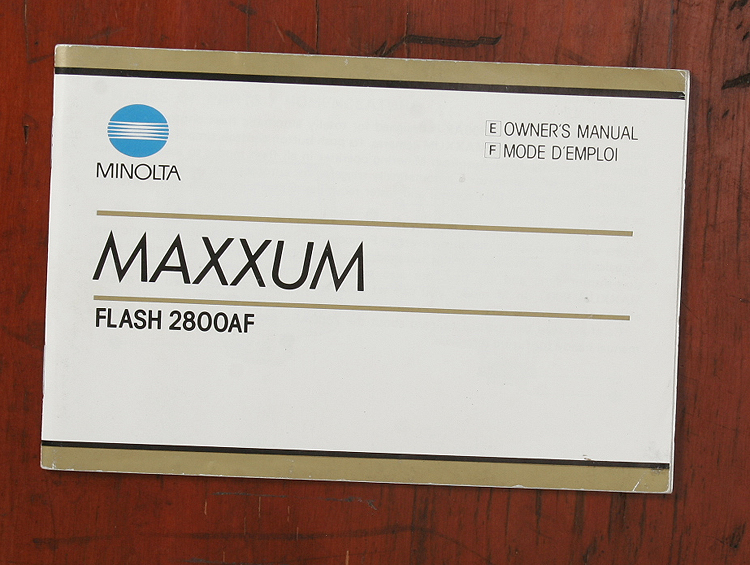 MINOLTA
E OWNER'S MANUAL
F MODE D'EMPLOI
MAXXUM
FLASH 2800AF